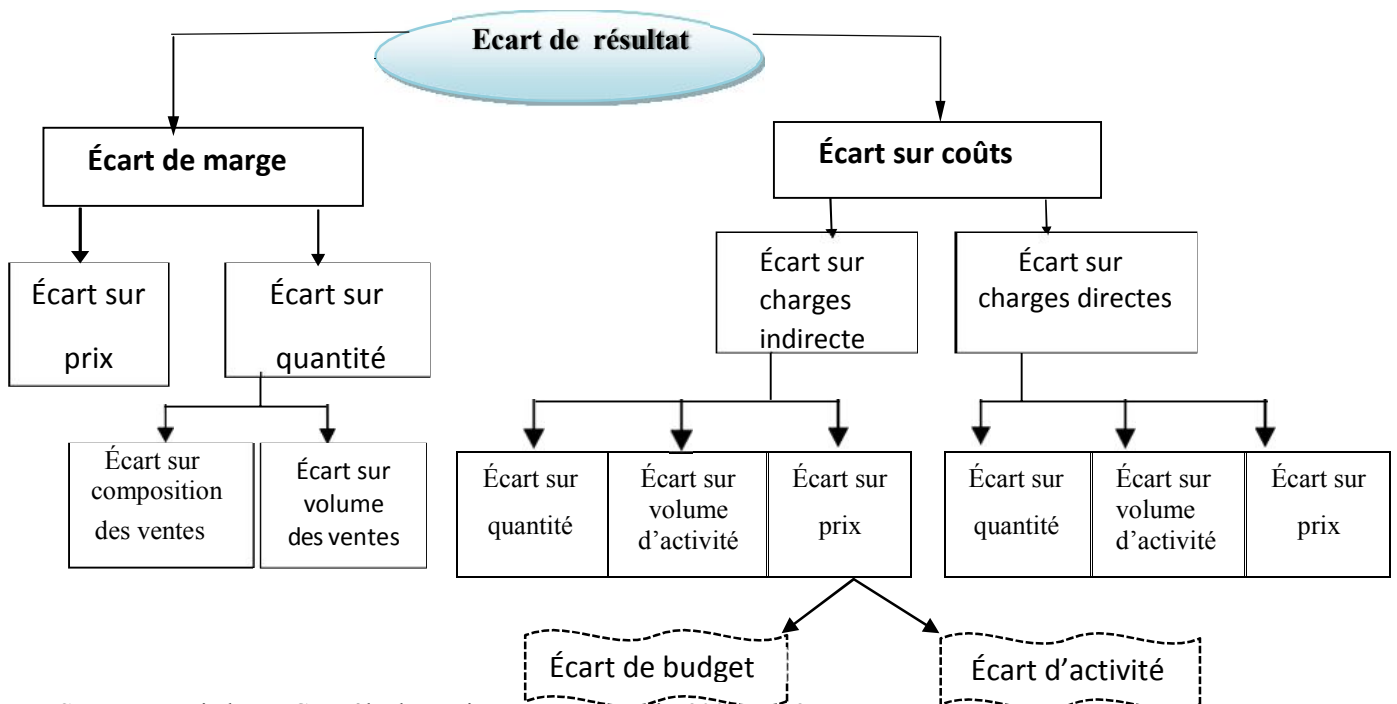 Ecart de résultat
Écart de marge
Écart sur coûts
Écart sur
prix
Écart sur
quantité
Écart sur
charges
indirecte
Écart sur
charges directes
Écart sur
composition
des ventes
Écart sur
volume
des ventes
Écart sur
quantité
Écart sur
volume
d’activité
Écart sur
prix
Écart sur
quantité
Écart sur
volume
d’activité
Écart sur
prix
Écart de budget
Écart d’activité